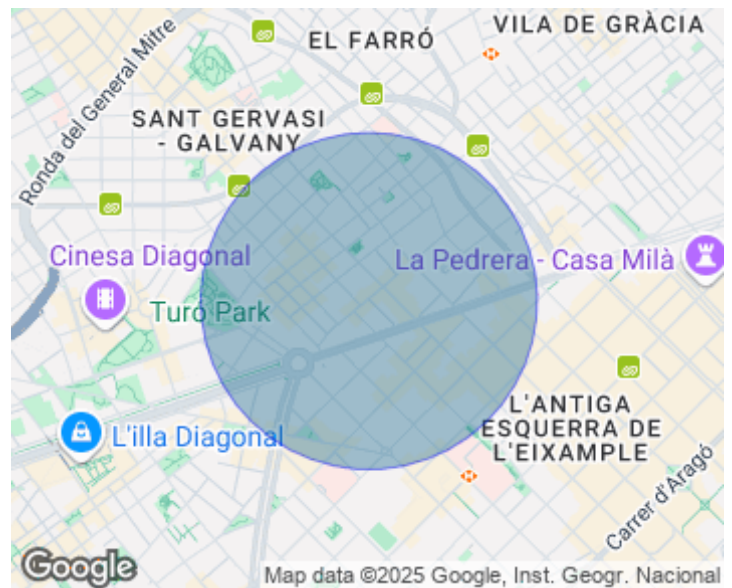 VILA DE GRÀCIA
EL FARRÓ
Ronda del General Mitre
SANT GERVASI
- GALVANY
Cinesa Diagonal
La Pedrera - Casa Milà
Turó Park
L'ANTIGA
ESQUERRA DE
L'EIXAMPLE
L'illa Diagonal
Carrer d'Aragó
Google
Map data ©2025 Google, Inst. Geogr. Nacional